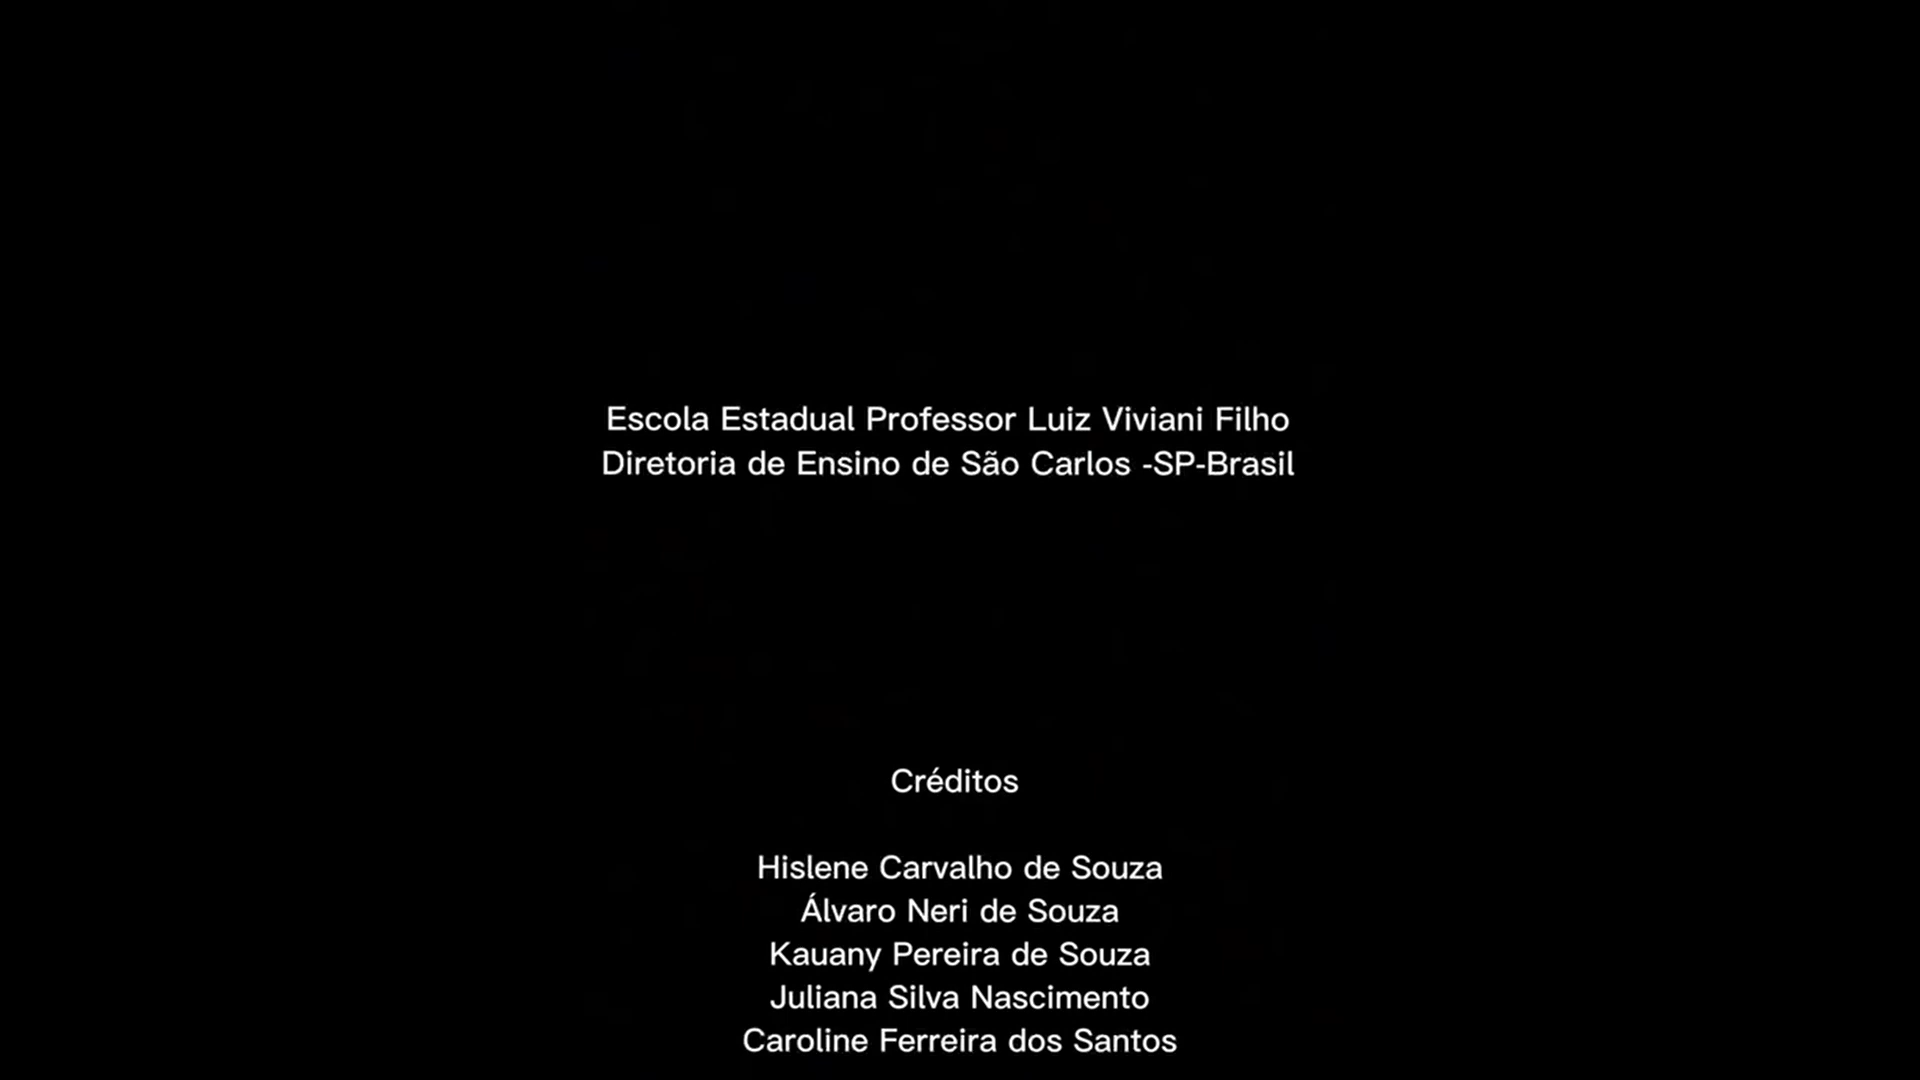 Escola Estadual Professor Luiz Viviani Filho
Diretoria de Ensino de São Carlos -SP-Brasil
Créditos
Hislene Carvalho de Souza
Álvaro Neri de Souza
Kauany Pereira de Souza
Juliana Silva Nascimento
Caroline Ferreira dos Santos